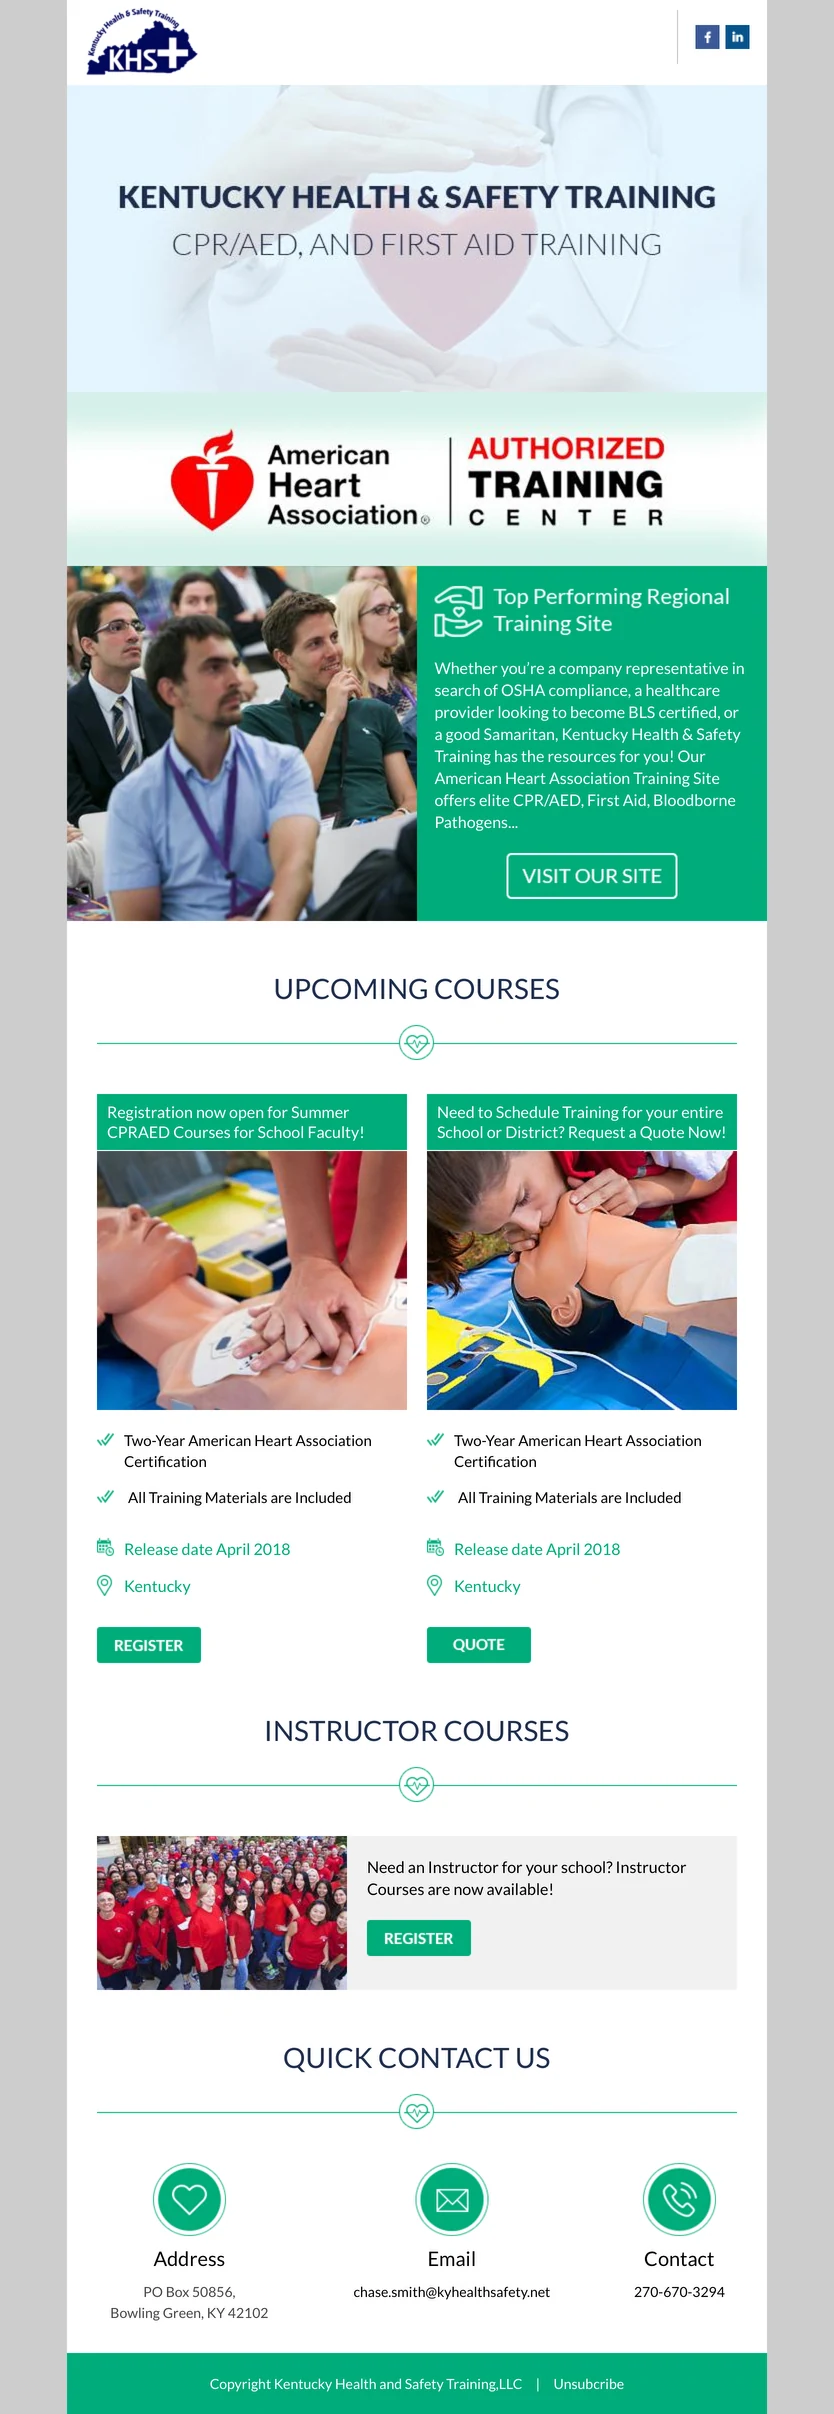 Kentucky Health & Safety Training
KHS
KENTUCKY HEALTH & SAFETY TRAINING
CPR/AED, AND FIRST AID TRAINING
American
Heart
Association®
AUTHORIZED
TRAINING
CENTER
Top Performing Regional
Training Site
Whether you're a company representative in
search of OSHA compliance, a healthcare
provider looking to become BLS certified, or
a good Samaritan, Kentucky Health & Safety
Training has the resources for you! Our
American Heart Association Training Site
offers elite CPR/AED, First Aid, Bloodborne
Pathogens...
VISIT OUR SITE
UPCOMING COURSES
Registration now open for Summer
CPRAED Courses for School Faculty!
Two-Year American Heart Association
Certification
All Training Materials are Included
Release date April 2018
Kentucky
REGISTER
Need to Schedule Training for your entire
School or District? Request a Quote Now!
Two-Year American Heart Association
Certification
All Training Materials are Included
Release date April 2018
Kentucky
QUOTE
INSTRUCTOR COURSES
Need an Instructor for your school? Instructor
Courses are now available!
REGISTER
QUICK CONTACT US
Address
PO Box 50856,
Bowling Green, KY 42102
Email
chase.smith@kyhealthsafety.net
Contact
270-670-3294
Copyright Kentucky Health and Safety Training,LLC | Unsubcribe